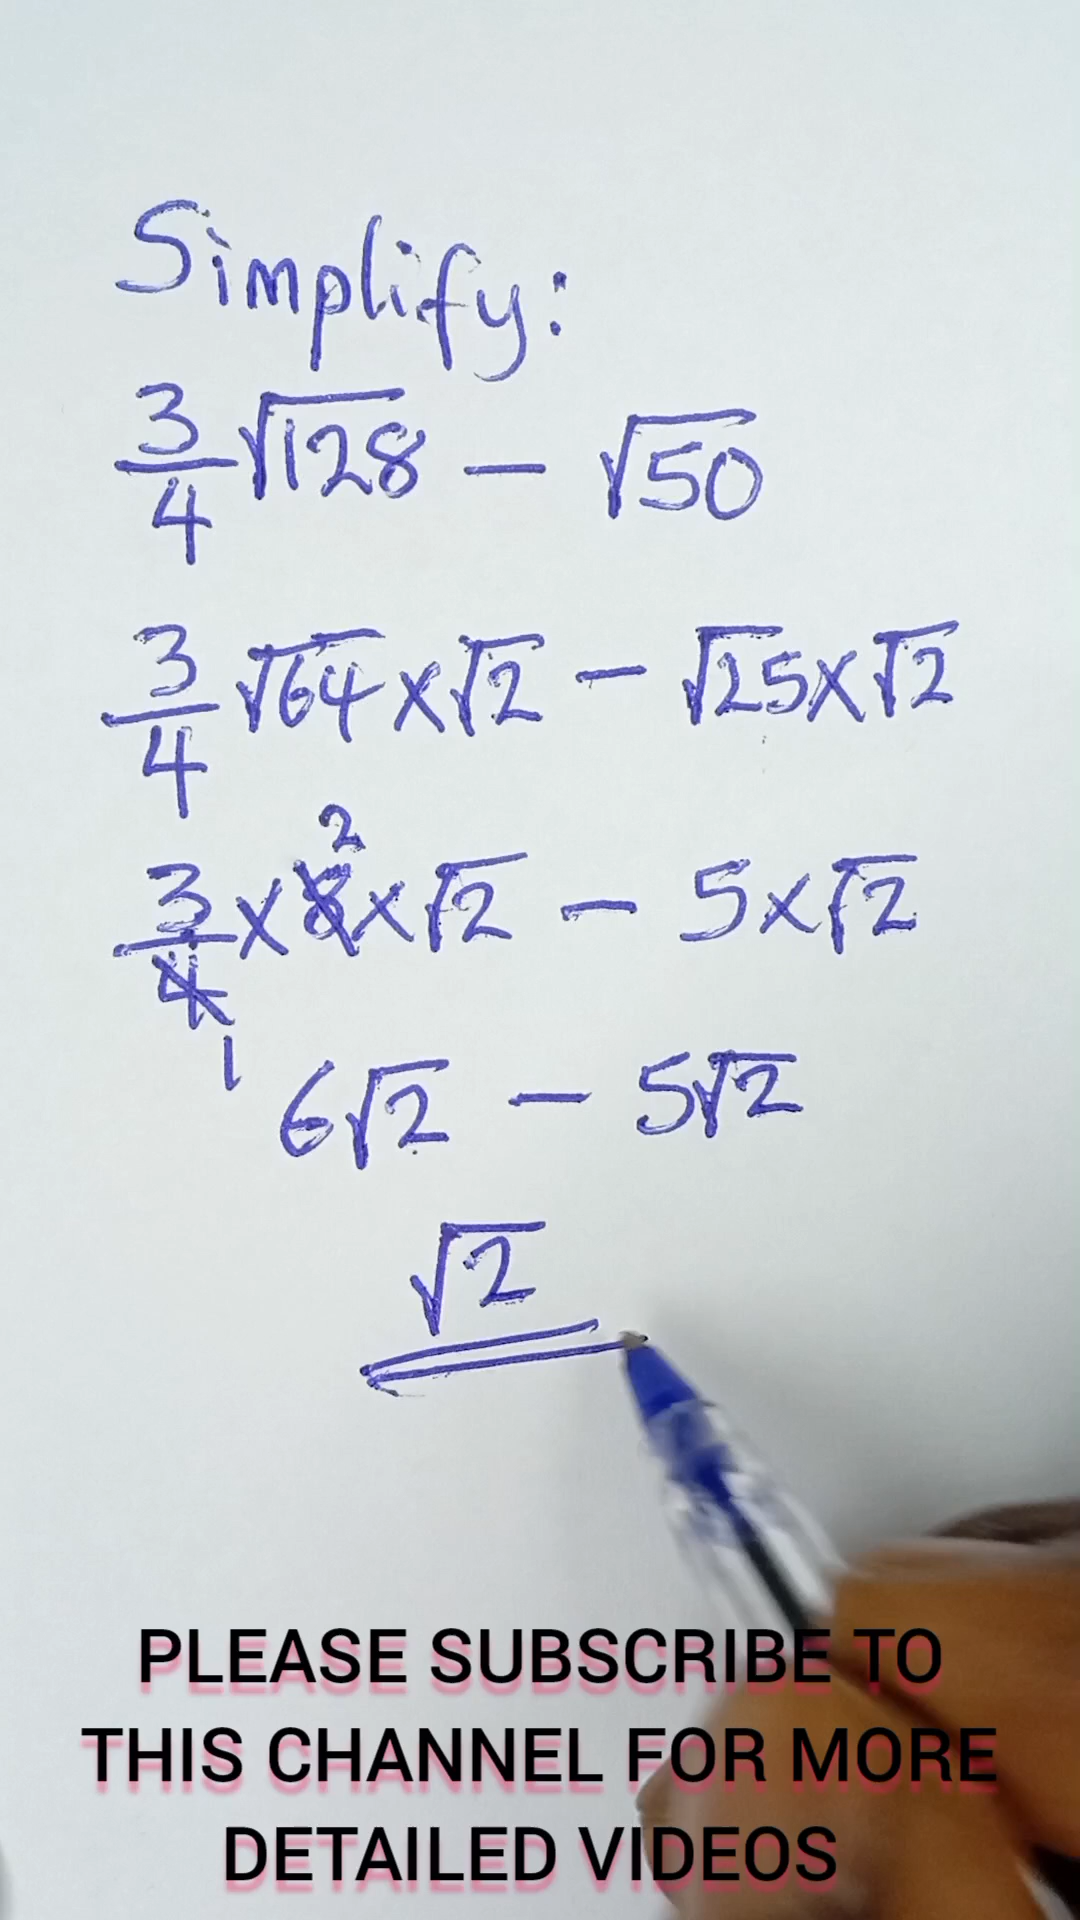 Simplify:
3/4 √128 − √50
3/4 √64 × √2 − √25 × √2
3/4 × 8 × √2 − 5 × √2
2
1
6√2 − 5√2
√2
PLEASE SUBSCRIBE TO
THIS CHANNEL FOR MORE
DETAILED VIDEOS